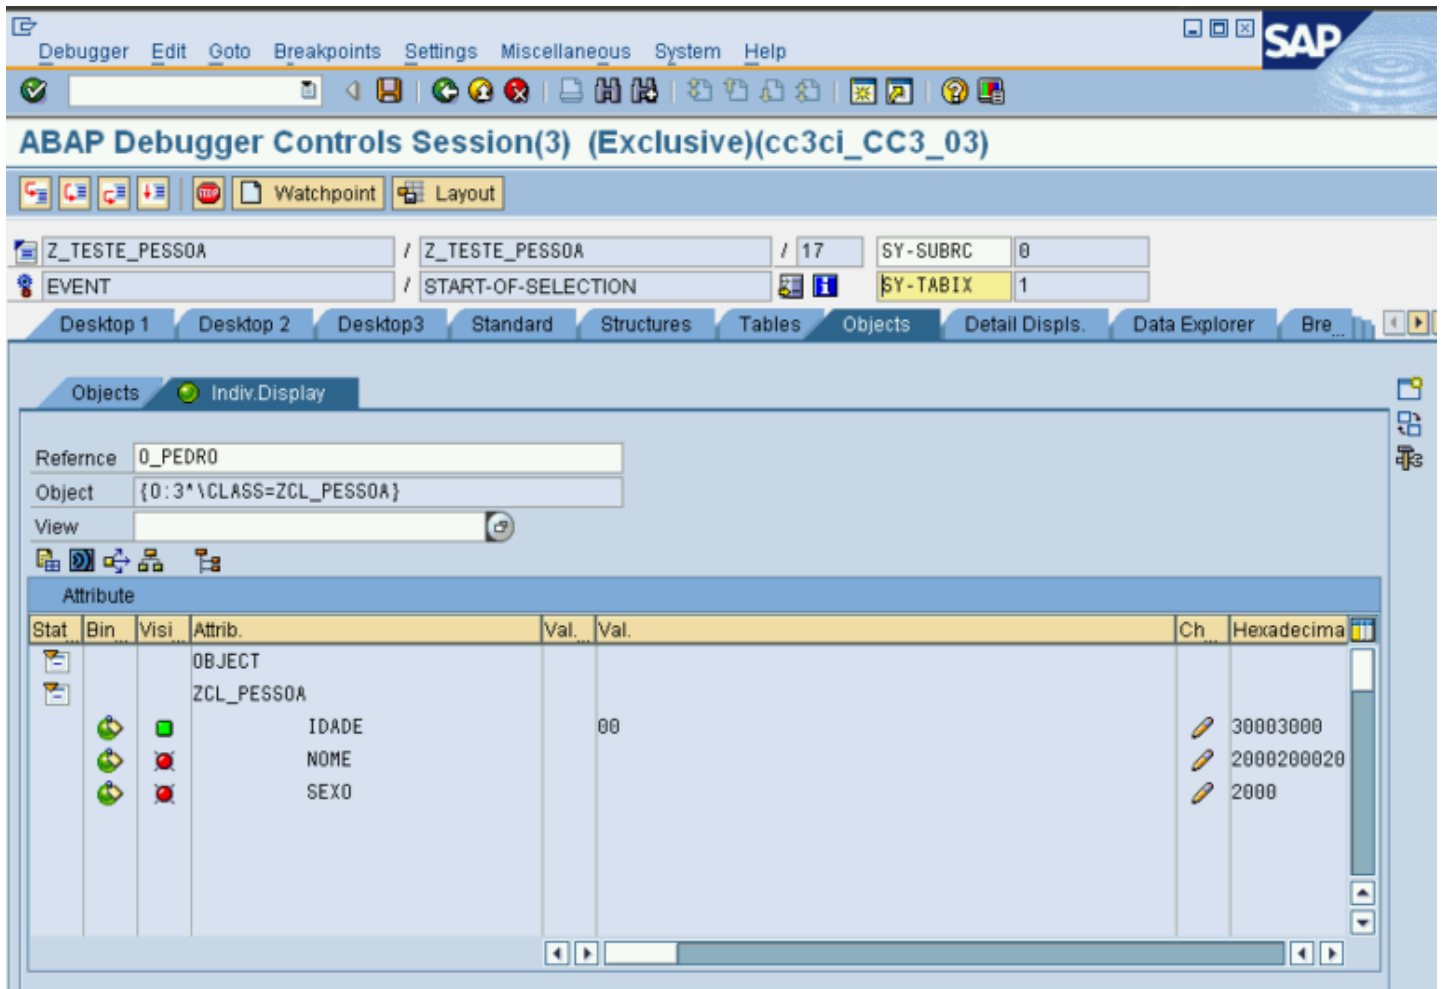 Debugger Edit Goto Breakpoints Settings Miscellaneous System Help
SAP
ABAP Debugger Controls Session(3) (Exclusive)(cc3ci_CC3_03)
STOP Watchpoint Layout
Z_TESTE_PESSOA / Z_TESTE_PESSOA / 17 SY-SUBRC 0
EVENT / START-OF-SELECTION SY-TABIX 1
Desktop 1 Desktop 2 Desktop3 Standard Structures Tables Objects Detail Displs. Data Explorer Bre...
Objects Indiv.Display
Refernce O_PEDRO
Object {O:3*\CLASS=ZCL_PESSOA}
View
Attribute
Stat... Bin... Visi... Attrib. Val... Val. Ch... Hexadecima
OBJECT
ZCL_PESSOA
IDADE 00 30003000
NOME 2000200020
SEXO 2000